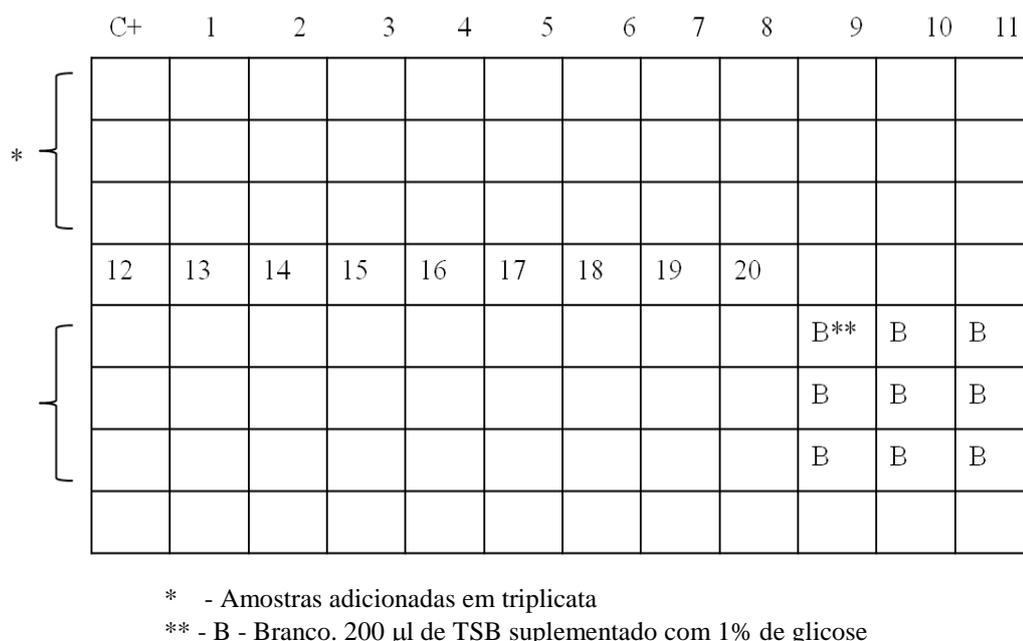 C+ 1 2 3 4 5 6 7 8 9 10 11
*
12 13 14 15 16 17 18 19 20
B** B B
B B B
B B B
* - Amostras adicionadas em triplicata
** - B - Branco. 200 µl de TSB suplementado com 1% de glicose